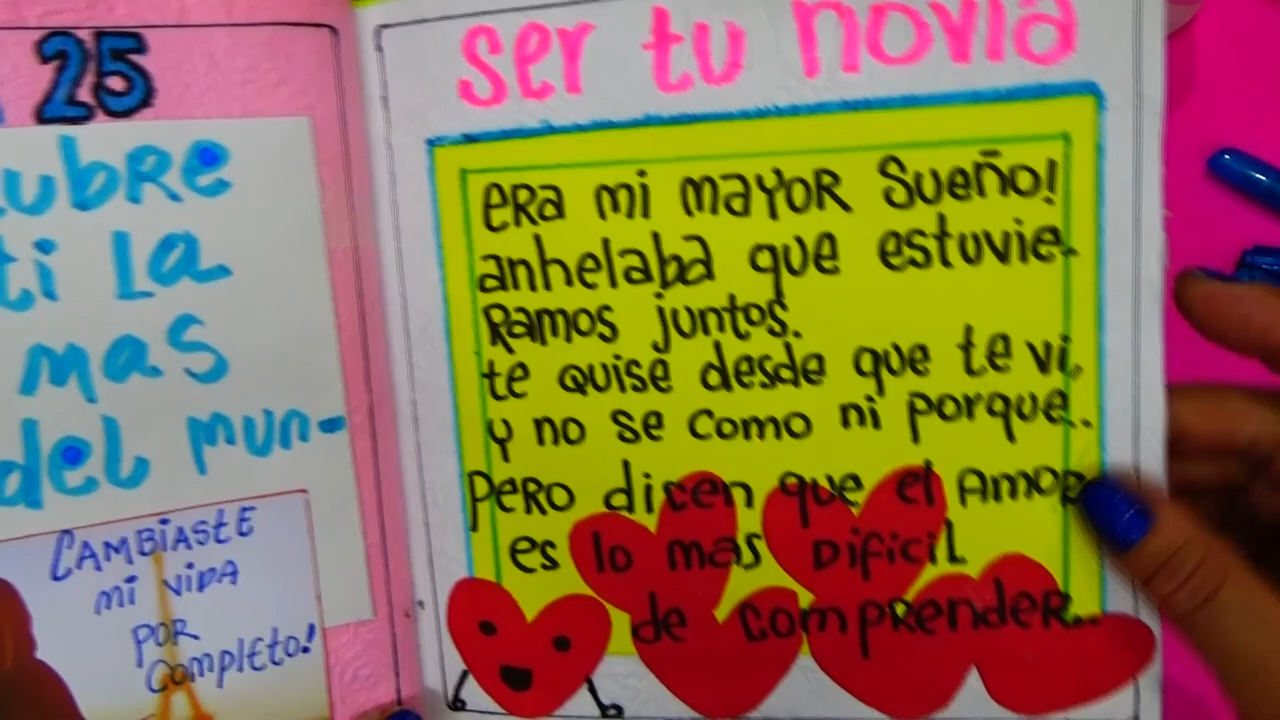 25
ubre
ti la
mas
del mun-
CAMBiAStE
mi viDA
POR
completo!
ser tu novia
eRa mi mayoR Sueño!
anhelaba que estuvie-
Ramos juntos.
te quise desde que te vi,
y no se como ni porque..
peRo dicen que el Amor
es lo mas Dificil
de compRendeR...